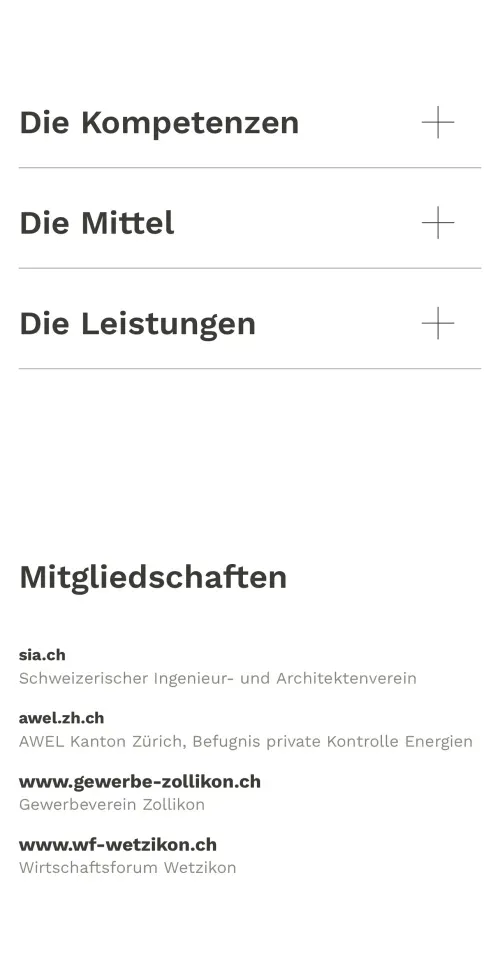 Die Kompetenzen
Die Mittel
Die Leistungen
Mitgliedschaften
sia.ch
Schweizerischer Ingenieur- und Architektenverein
awel.zh.ch
AWEL Kanton Zürich, Befugnis private Kontrolle Energien
www.gewerbe-zollikon.ch
Gewerbeverein Zollikon
www.wf-wetzikon.ch
Wirtschaftsforum Wetzikon